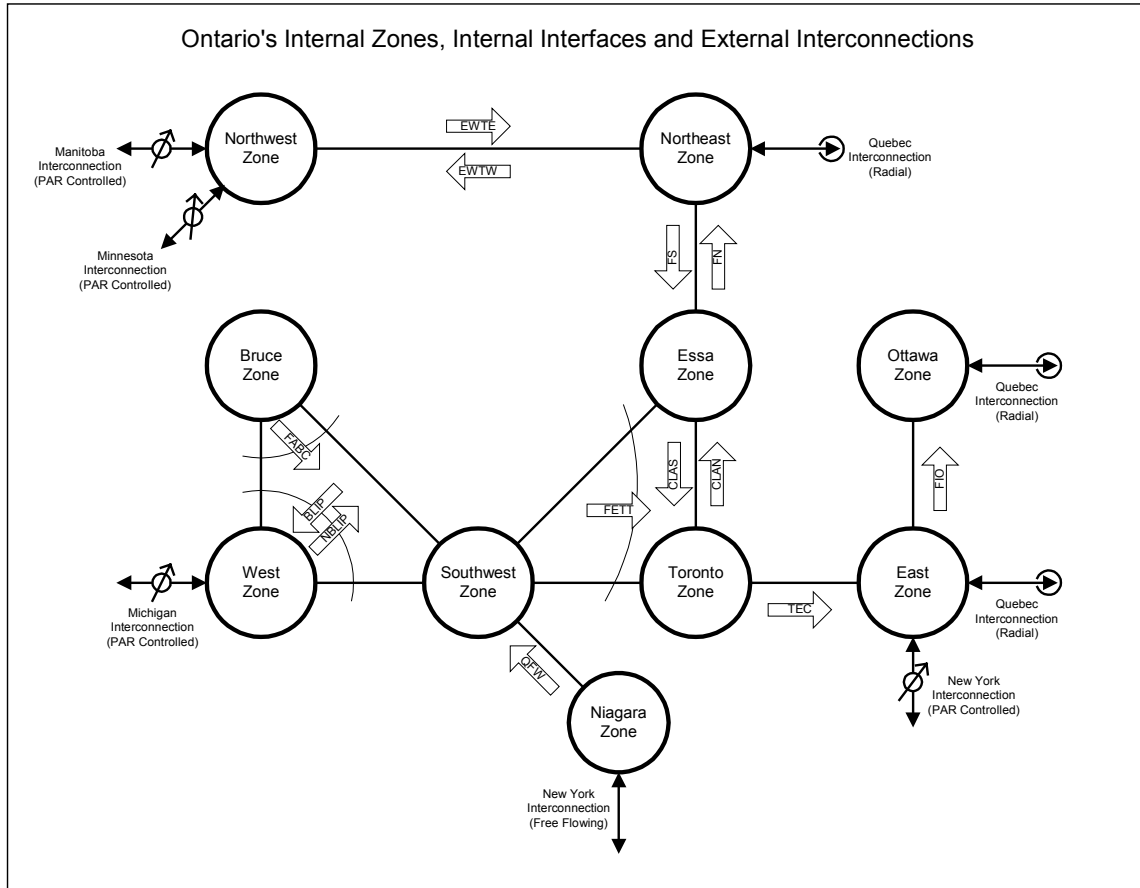 Ontario's Internal Zones, Internal Interfaces and External Interconnections
Northwest
Zone
EWTE
EWTW
Northeast
Zone
Manitoba
Interconnection
(PAR Controlled)
Quebec
Interconnection
(Radial)
Minnesota
Interconnection
(PAR Controlled)
FS
FN
Bruce
Zone
Essa
Zone
Ottawa
Zone
Quebec
Interconnection
(Radial)
FABC
CLAS
CLAN
FIO
BLIP
NBLIP
FETT
West
Zone
Southwest
Zone
Toronto
Zone
East
Zone
Michigan
Interconnection
(PAR Controlled)
TEC
Quebec
Interconnection
(Radial)
QFW
Niagara
Zone
New York
Interconnection
(PAR Controlled)
New York
Interconnection
(Free Flowing)